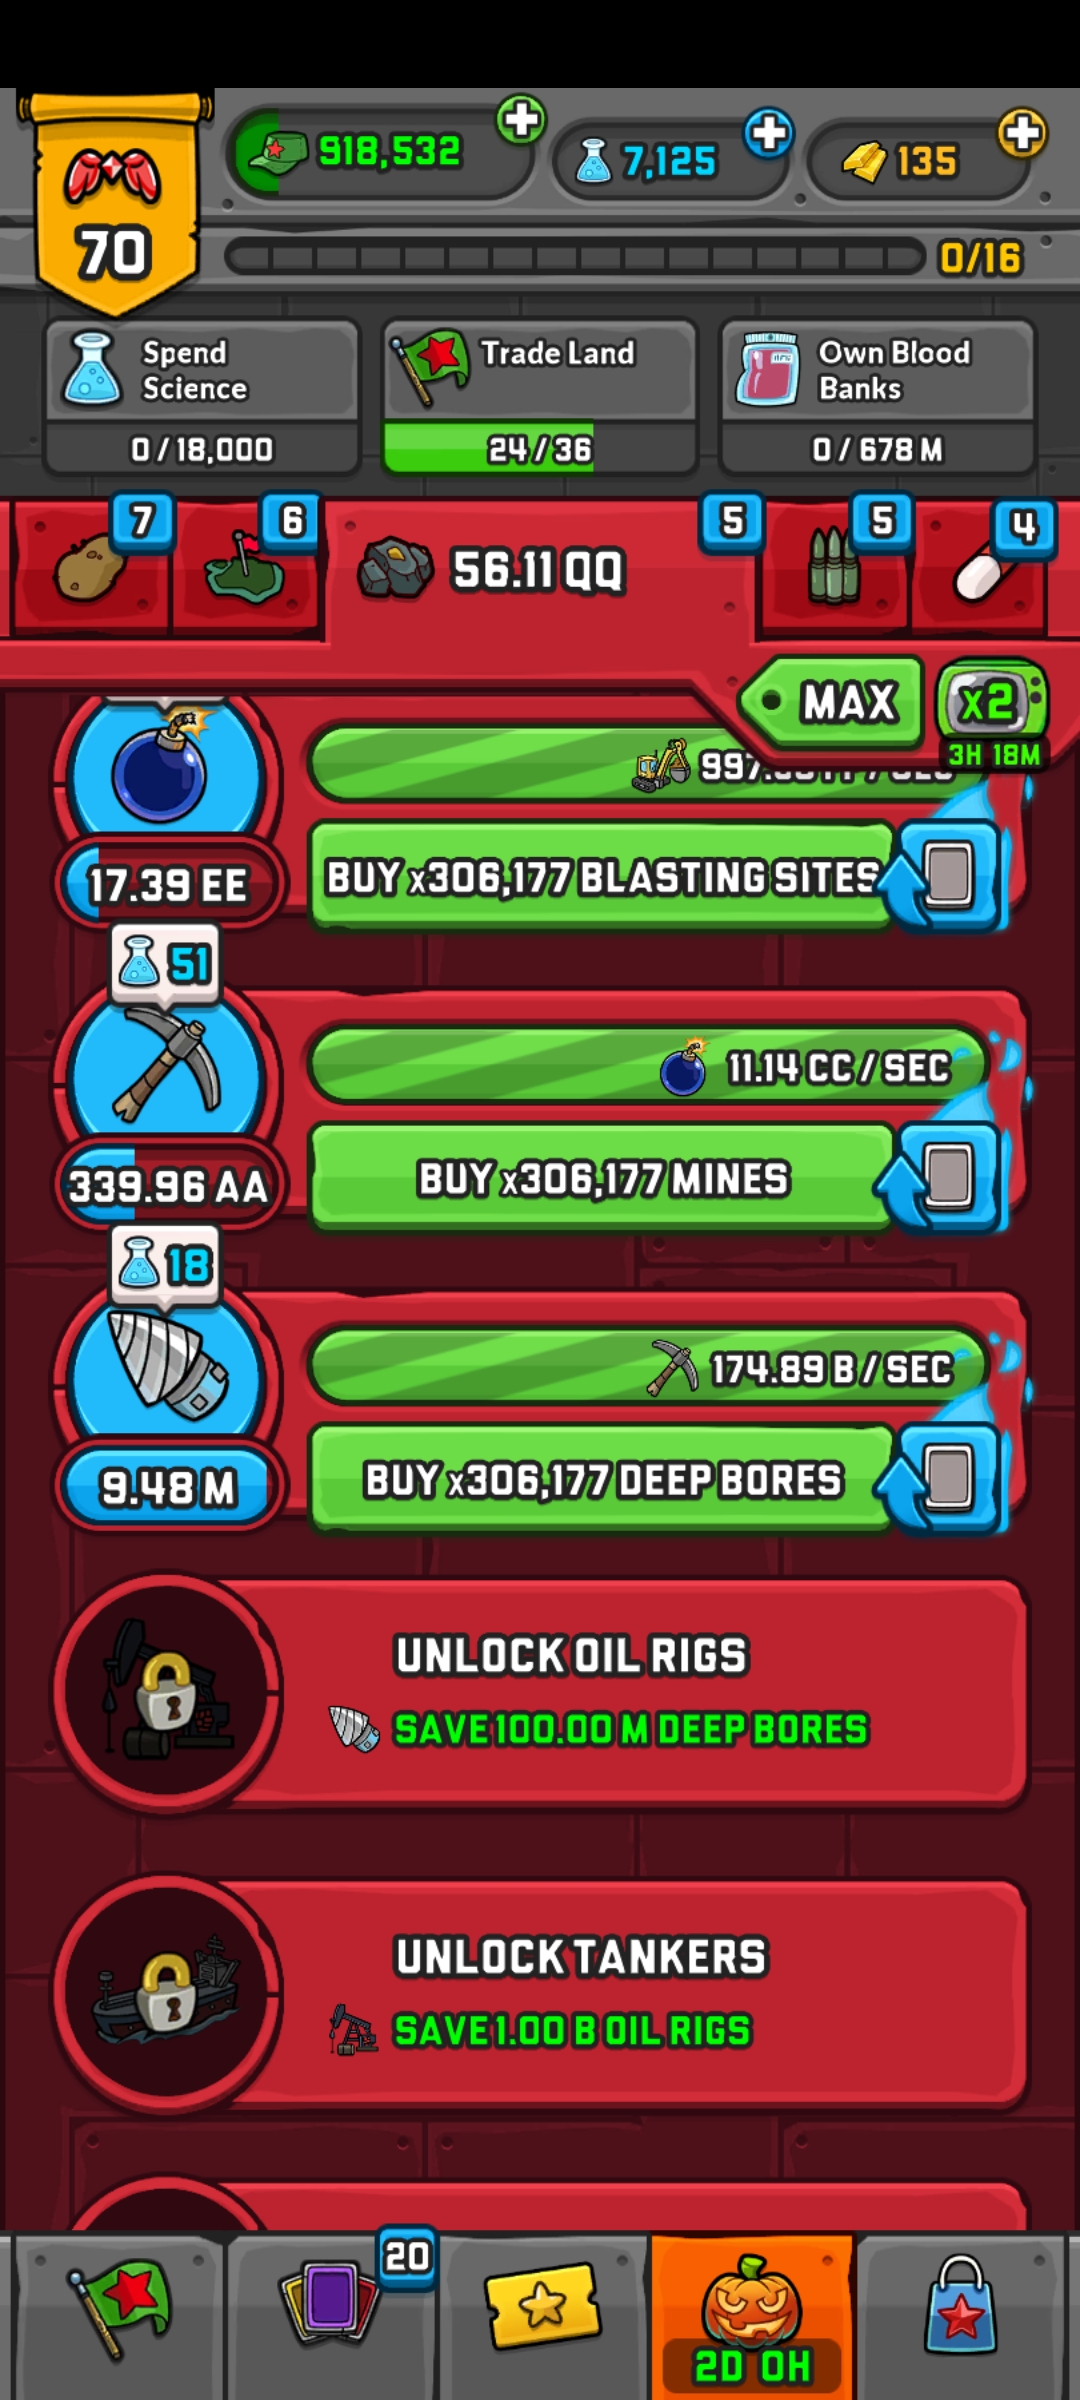 918,532
7,125
135
70
0/16
Spend
Science
Trade Land
Own Blood
Banks
0/18,000
24/36
0/678 M
7
6
5
5
4
56.11 QQ
MAX
x2
3H 18M
17.39 EE
BUY x306,177 BLASTING SITES
51
11.14 CC / SEC
339.96 AA
BUY x306,177 MINES
18
174.89 B / SEC
9.48 M
BUY x306,177 DEEP BORES
UNLOCK OIL RIGS
SAVE 100.00 M DEEP BORES
UNLOCK TANKERS
SAVE 1.00 B OIL RIGS
20
2D 0H